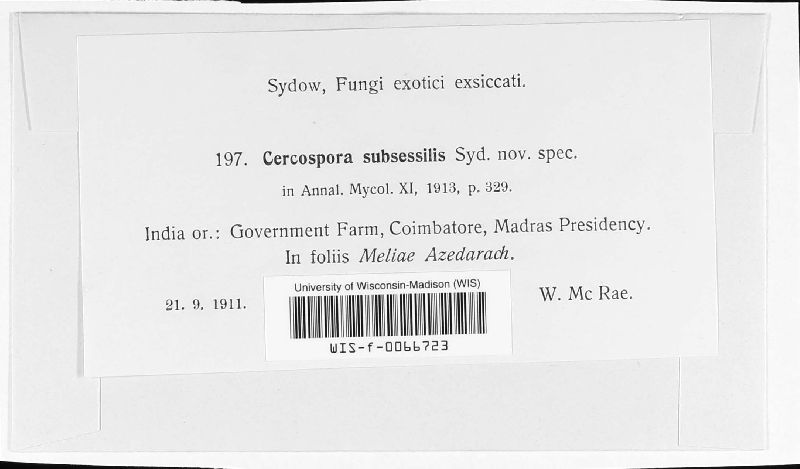 Sydow, Fungi exotici exsiccati.
197. Cercospora subsessilis Syd. nov. spec.
in Annal. Mycol. XI, 1913, p. 329.
India or.: Government Farm, Coimbatore, Madras Presidency.
In foliis Meliae Azedarach.
21. 9, 1911.
W. Mc Rae.
University of Wisconsin-Madison (WIS)
WIS-f-0066723